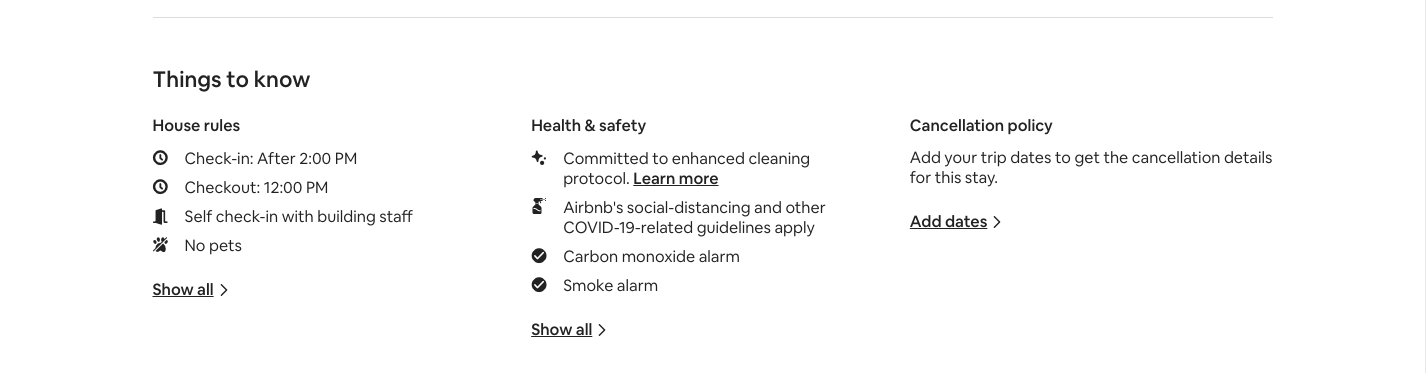 Things to know
House rules
Check-in: After 2:00 PM
Checkout: 12:00 PM
Self check-in with building staff
No pets
Show all
Health & safety
Committed to enhanced cleaning
protocol. Learn more
Airbnb's social-distancing and other
COVID-19-related guidelines apply
Carbon monoxide alarm
Smoke alarm
Show all
Cancellation policy
Add your trip dates to get the cancellation details
for this stay.
Add dates